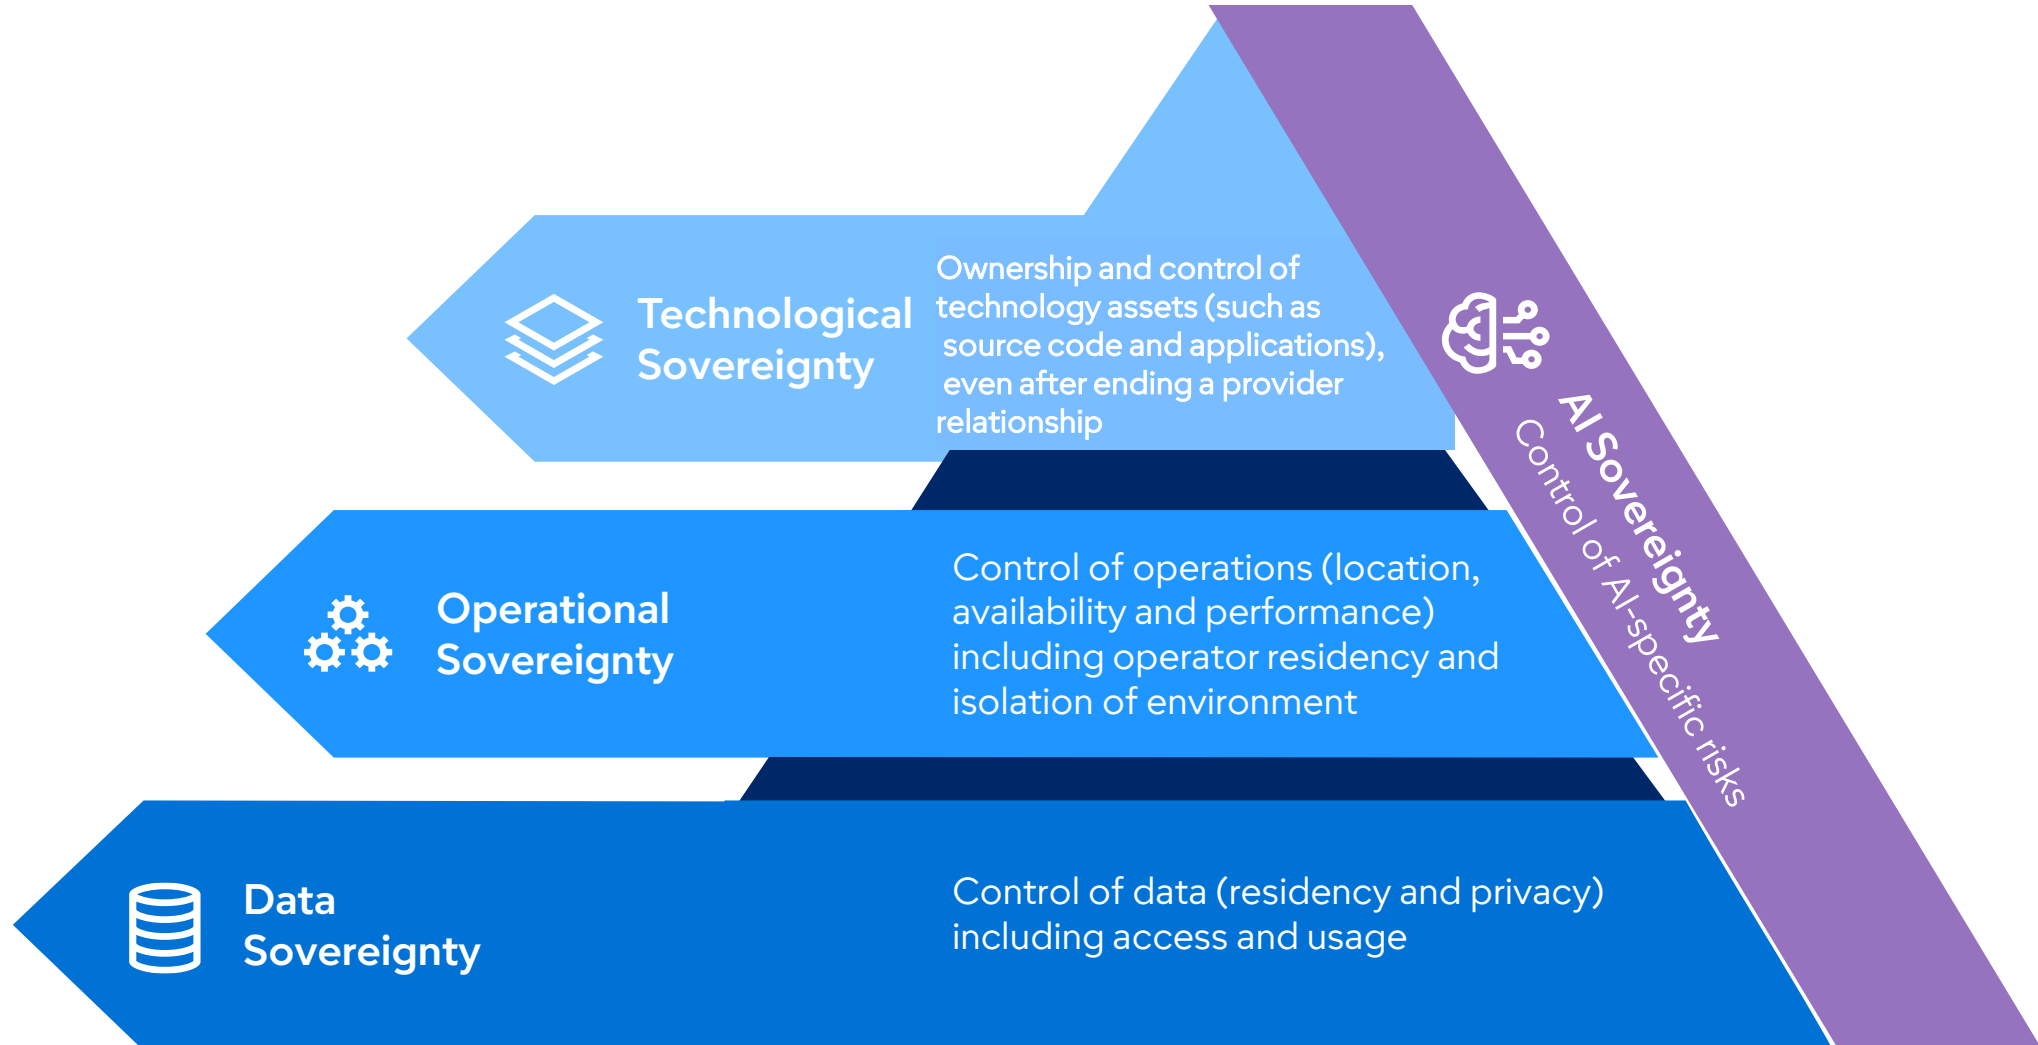 Technological
Sovereignty
Ownership and control of
technology assets (such as
source code and applications),
even after ending a provider
relationship
Operational
Sovereignty
Control of operations (location,
availability and performance)
including operator residency and
isolation of environment
Data
Sovereignty
Control of data (residency and privacy)
including access and usage
AI Sovereignty
Control of AI-specific risks